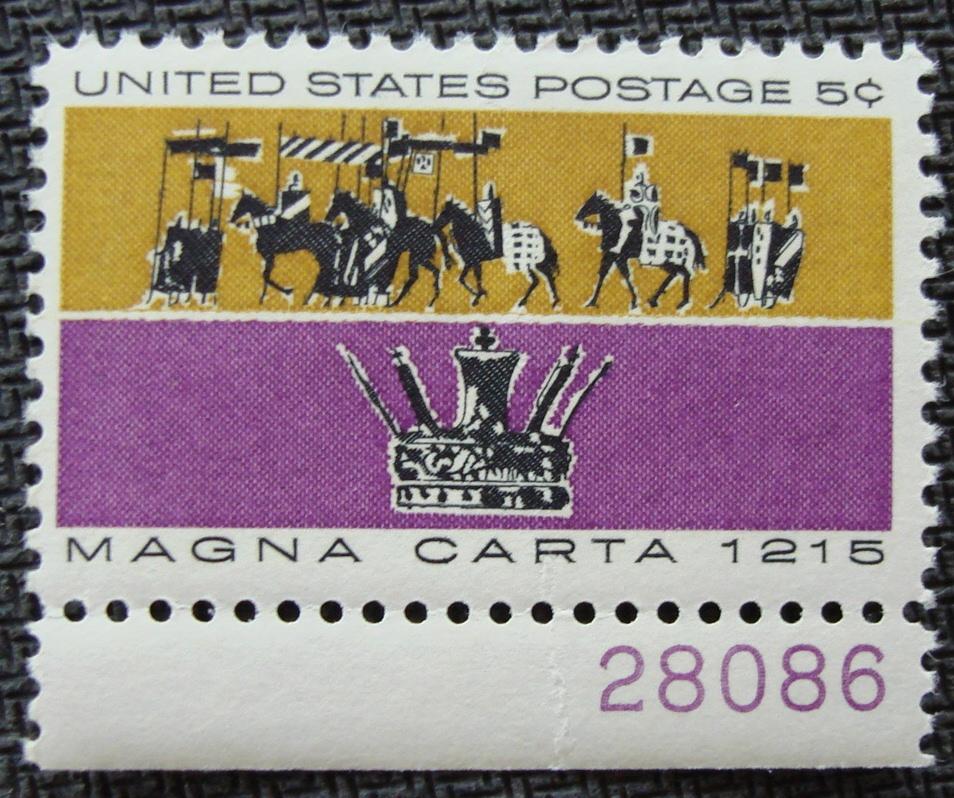 UNITED STATES POSTAGE 5¢
MAGNA CARTA 1215
28086